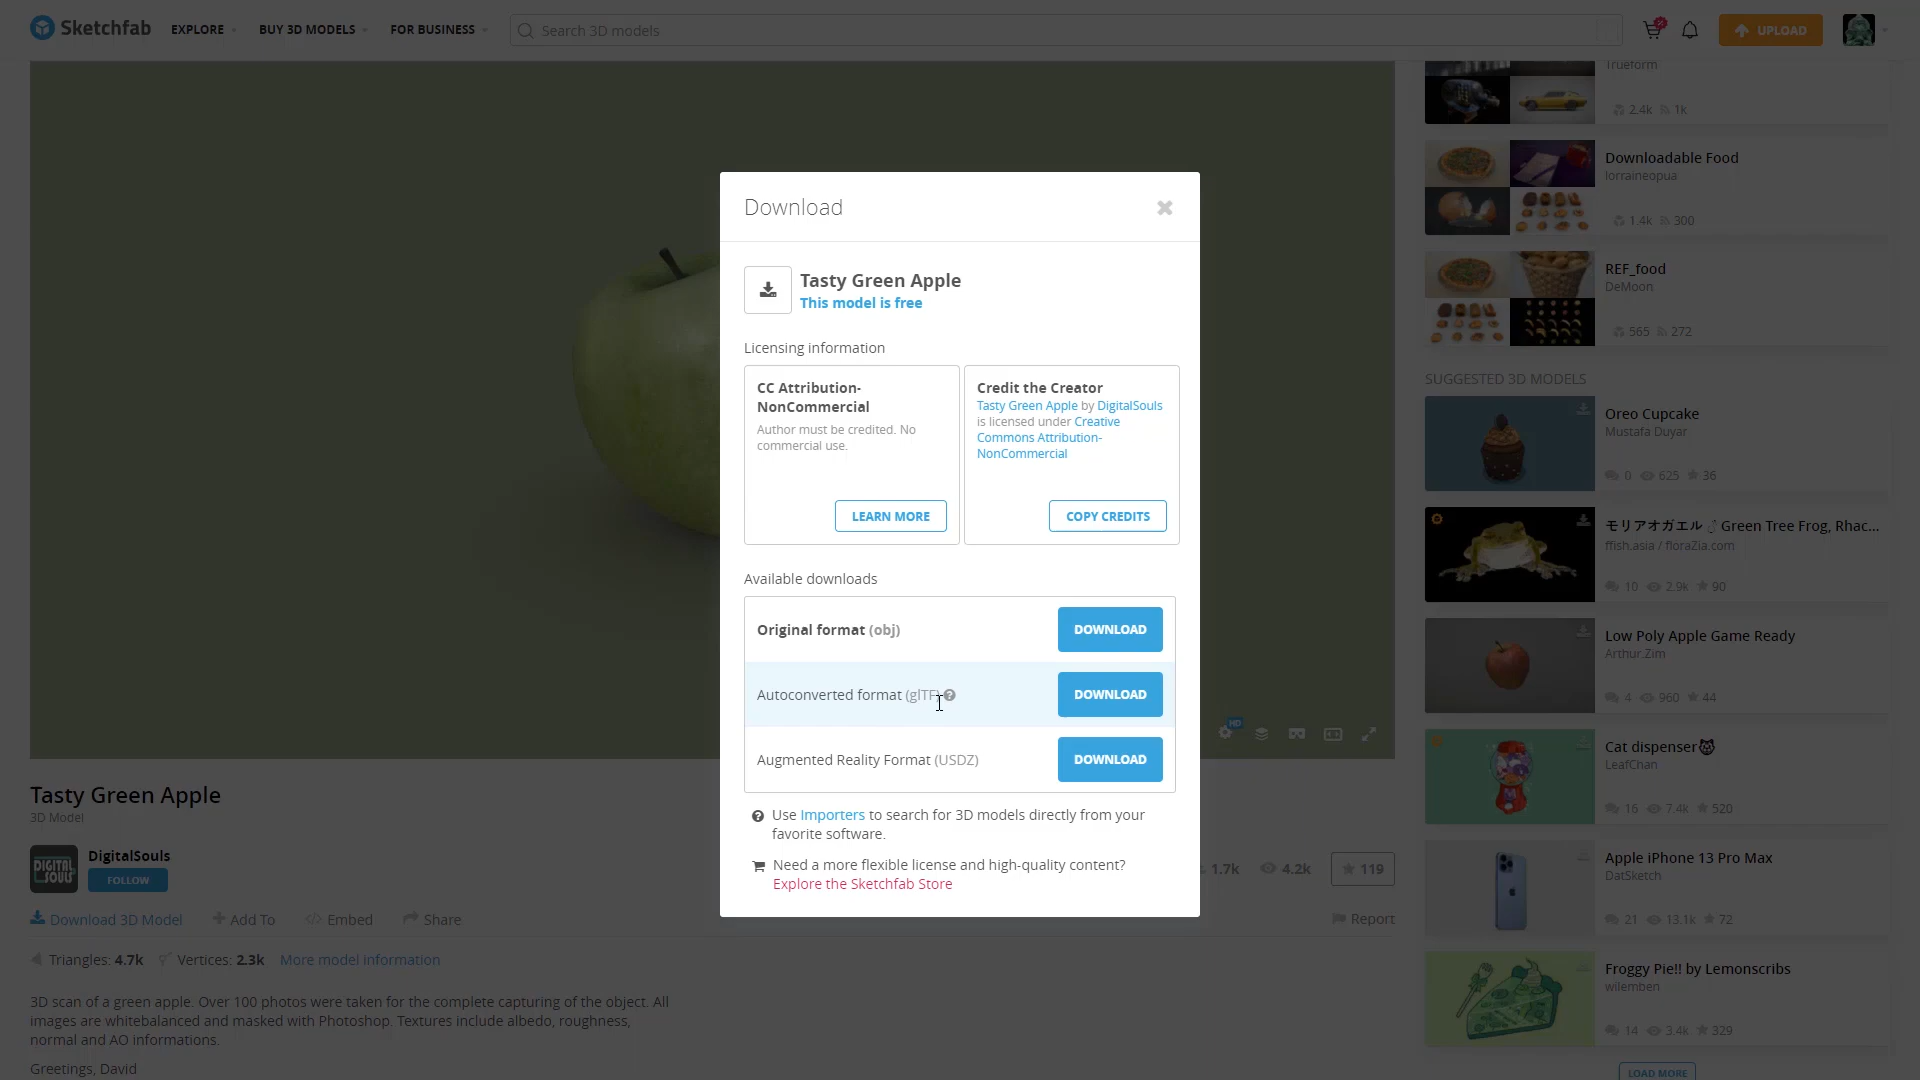 Sketchfab
EXPLORE
BUY 3D MODELS
FOR BUSINESS
Search 3D models
UPLOAD
Trueform
2.4k 1k
Downloadable Food
lorraineopua
1.4k 300
REF_food
DeMoon
565 272
SUGGESTED 3D MODELS
Oreo Cupcake
Mustafa Duyar
0 625 36
モリアオガエル Green Tree Frog, Rhac...
ffish.asia / floraZia.com
10 2.9k 90
Low Poly Apple Game Ready
Arthur.Zim
4 960 44
Cat dispenser
LeafChan
16 7.4k 520
Apple iPhone 13 Pro Max
DatSketch
21 13.1k 72
Froggy Pie!! by Lemonscribs
wilemben
14 3.4k 329
LOAD MORE
Download
Tasty Green Apple
This model is free
Licensing information
CC Attribution-
NonCommercial
Author must be credited. No
commercial use.
LEARN MORE
Credit the Creator
Tasty Green Apple by DigitalSouls
is licensed under Creative
Commons Attribution-
NonCommercial
COPY CREDITS
Available downloads
Original format (obj)
DOWNLOAD
Autoconverted format (glTF)
DOWNLOAD
Augmented Reality Format (USDZ)
DOWNLOAD
Use Importers to search for 3D models directly from your
favorite software.
Need a more flexible license and high-quality content?
Explore the Sketchfab Store
HD
Tasty Green Apple
3D Model
DIGITAL
SOULS
DigitalSouls
FOLLOW
1.7k 4.2k 119
Download 3D Model
Add To
Embed
Share
Report
Triangles: 4.7k
Vertices: 2.3k
More model information
3D scan of a green apple. Over 100 photos were taken for the complete capturing of the object. All
images are whitebalanced and masked with Photoshop. Textures include albedo, roughness,
normal and AO informations.
Greetings, David